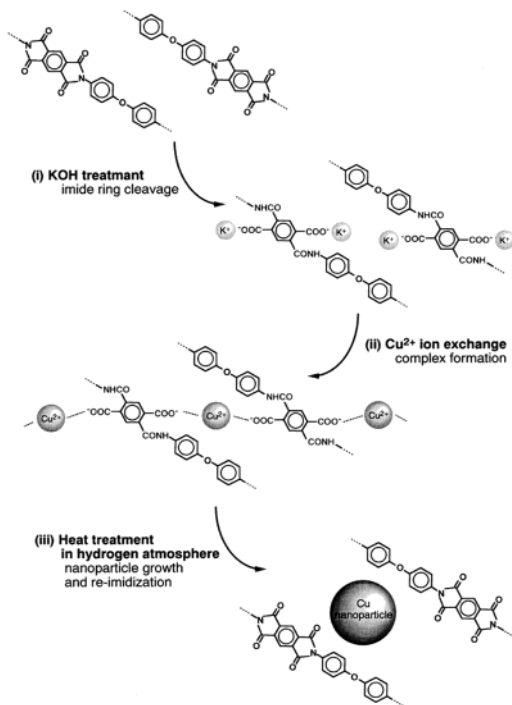 O
O
N
O
O
O
N
O
O
N
O
O
O
N
O
(i) KOH treatmant
imide ring cleavage
NHCO
K⁺
⁻OOC
COO⁻
K⁺
CONH
O
O
NHCO
K⁺
⁻OOC
COO⁻
K⁺
CONH
(ii) Cu²⁺ ion exchange
complex formation
NHCO
Cu²⁺
⁻OOC
COO⁻
CONH
O
Cu²⁺
O
NHCO
⁻OOC
COO⁻
CONH
Cu²⁺
(iii) Heat treatment
in hydrogen atmosphere
nanoparticle growth
and re-imidization
Cu
nanoparticle
O
O
N
O
O
O
N
O
O
N
O
O
O
N
O